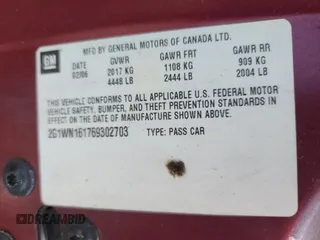 GM
MFD BY GENERAL MOTORS OF CANADA LTD.
DATE GVWR GAWR FRT GAWR RR
02/06 2017 KG 1108 KG 909 KG
4448 LB 2444 LB 2004 LB
THIS VEHICLE CONFORMS TO ALL APPLICABLE U.S. FEDERAL MOTOR
VEHICLE SAFETY, BUMPER, AND THEFT PREVENTION STANDARDS IN
EFFECT ON THE DATE OF MANUFACTURE SHOWN ABOVE.
2G1WN161769302703 TYPE: PASS CAR
DREAMBID